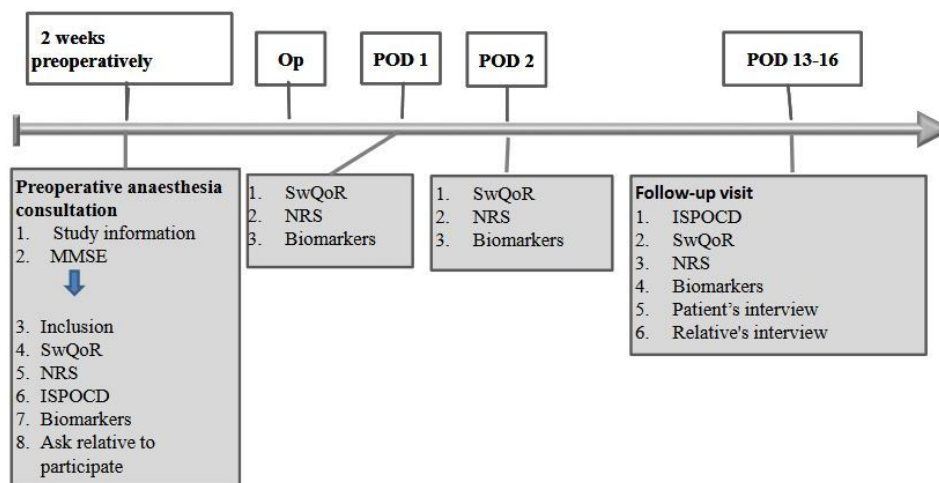 2 weeks
preoperatively
Op
POD 1
POD 2
POD 13-16
Preoperative anaesthesia
consultation
1. Study information
2. MMSE
3. Inclusion
4. SwQoR
5. NRS
6. ISPOCD
7. Biomarkers
8. Ask relative to
participate
1. SwQoR
2. NRS
3. Biomarkers
1. SwQoR
2. NRS
3. Biomarkers
Follow-up visit
1. ISPOCD
2. SwQoR
3. NRS
4. Biomarkers
5. Patient’s interview
6. Relative's interview